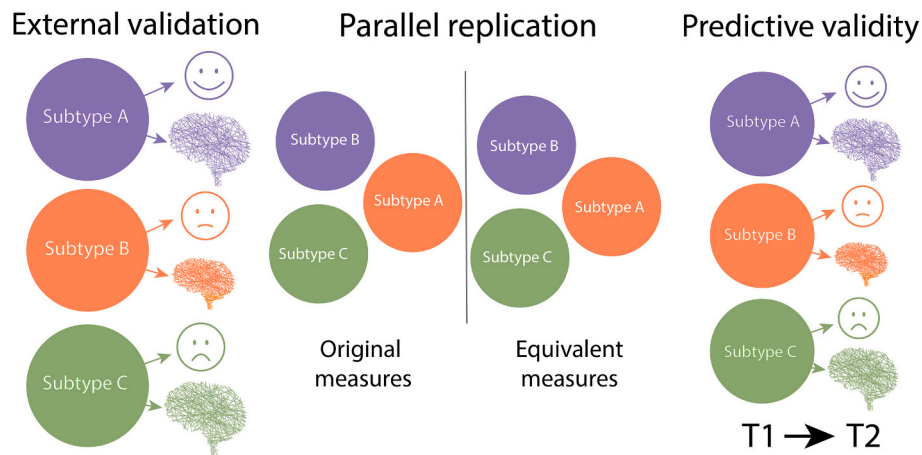 External validation
Subtype A
Subtype B
Subtype C
Parallel replication
Subtype B
Subtype A
Subtype C
Original
measures
Subtype B
Subtype A
Subtype C
Equivalent
measures
Predictive validity
Subtype A
Subtype B
Subtype C
T1 T2